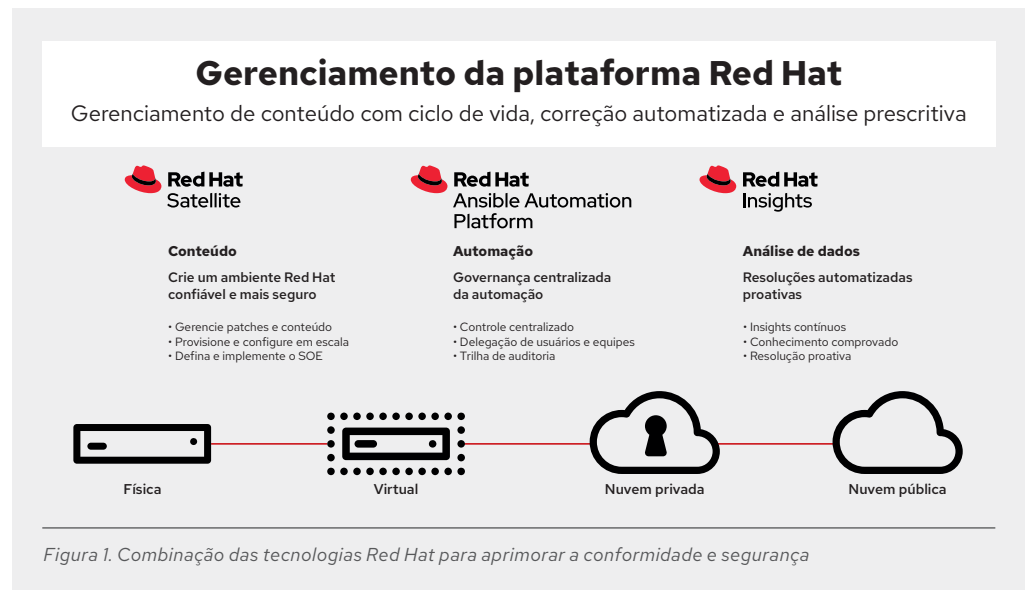 Gerenciamento da plataforma Red Hat
Gerenciamento de conteúdo com ciclo de vida, correção automatizada e análise prescritiva
Red Hat
Satellite
Conteúdo
Crie um ambiente Red Hat
confiável e mais seguro
• Gerencie patches e conteúdo
• Provisione e configure em escala
• Defina e implemente o SOE
Red Hat
Ansible Automation
Platform
Automação
Governança centralizada
da automação
• Controle centralizado
• Delegação de usuários e equipes
• Trilha de auditoria
Red Hat
Insights
Análise de dados
Resoluções automatizadas
proativas
• Insights contínuos
• Conhecimento comprovado
• Resolução proativa
Física
Virtual
Nuvem privada
Nuvem pública
Figura 1. Combinação das tecnologias Red Hat para aprimorar a conformidade e segurança